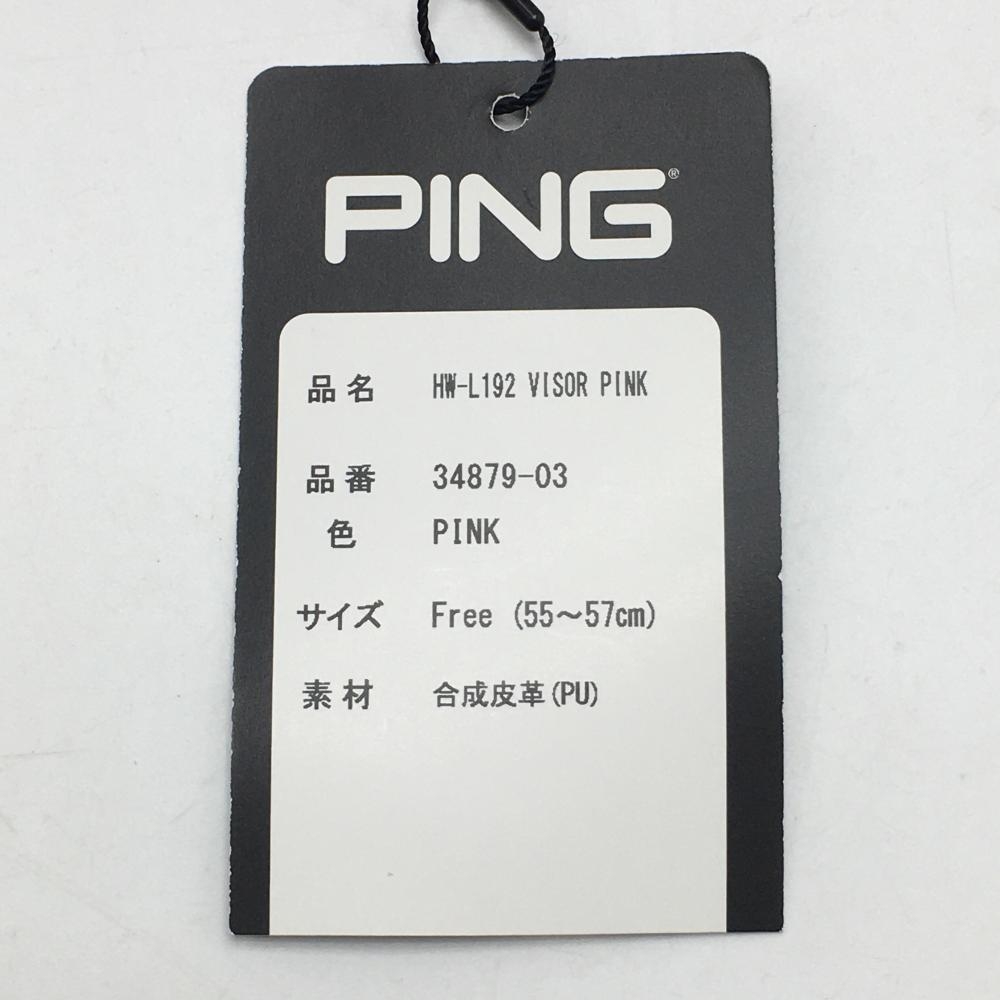 PING®
品名 HW-L192 VISOR PINK
品番 34879-03
色 PINK
サイズ Free (55～57cm)
素材 合成皮革(PU)